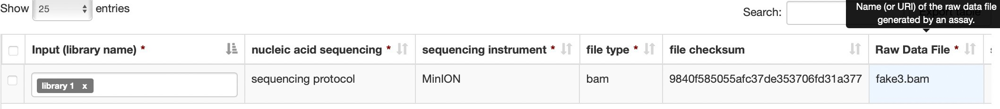 Show 25 entries
Search:
Name (or URI) of the raw data file
generated by an assay.
Export table
Input (library name) * nucleic acid sequencing * sequencing instrument * file type * file checksum Raw Data File *
library 1 x sequencing protocol MinION bam 9840f585055afc37de353706fd31a377 fake3.bam